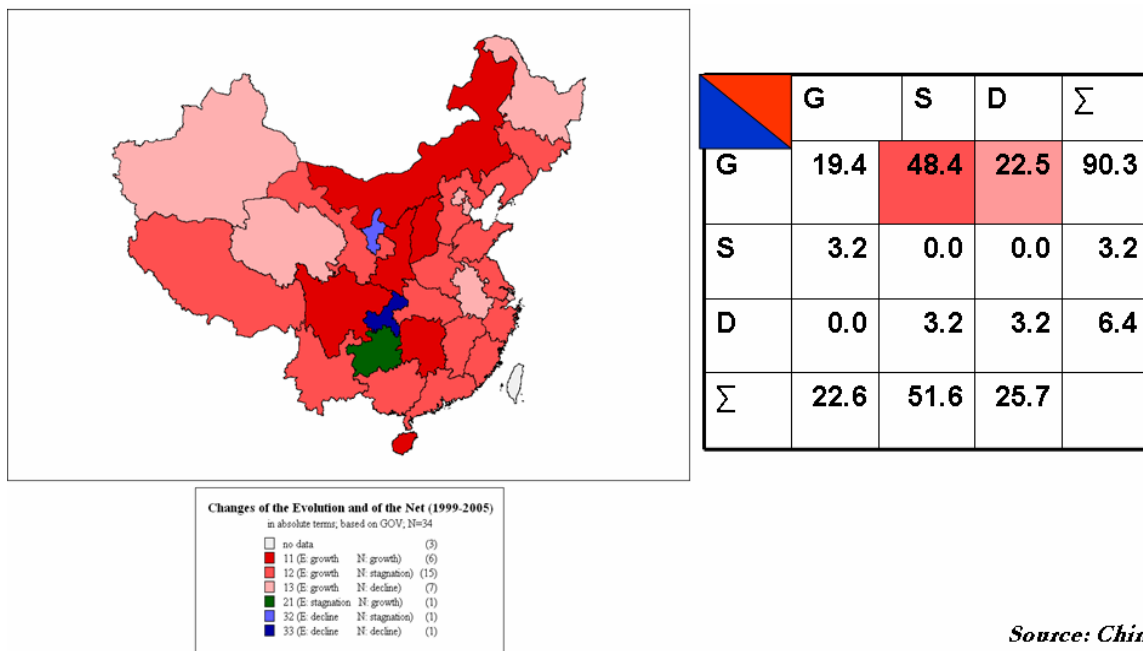 G S D ∑
G 19.4 48.4 22.5 90.3
S 3.2 0.0 0.0 3.2
D 0.0 3.2 3.2 6.4
∑ 22.6 51.6 25.7
Changes of the Evolution and of the Net (1999-2005)
in absolute terms; based on GOV; N=34
no data (3)
11 (E: growth N: growth) (6)
12 (E: growth N: stagnation) (15)
13 (E: growth N: decline) (7)
21 (E: stagnation N: growth) (1)
32 (E: decline N: stagnation) (1)
33 (E: decline N: decline) (1)
Source: Chin